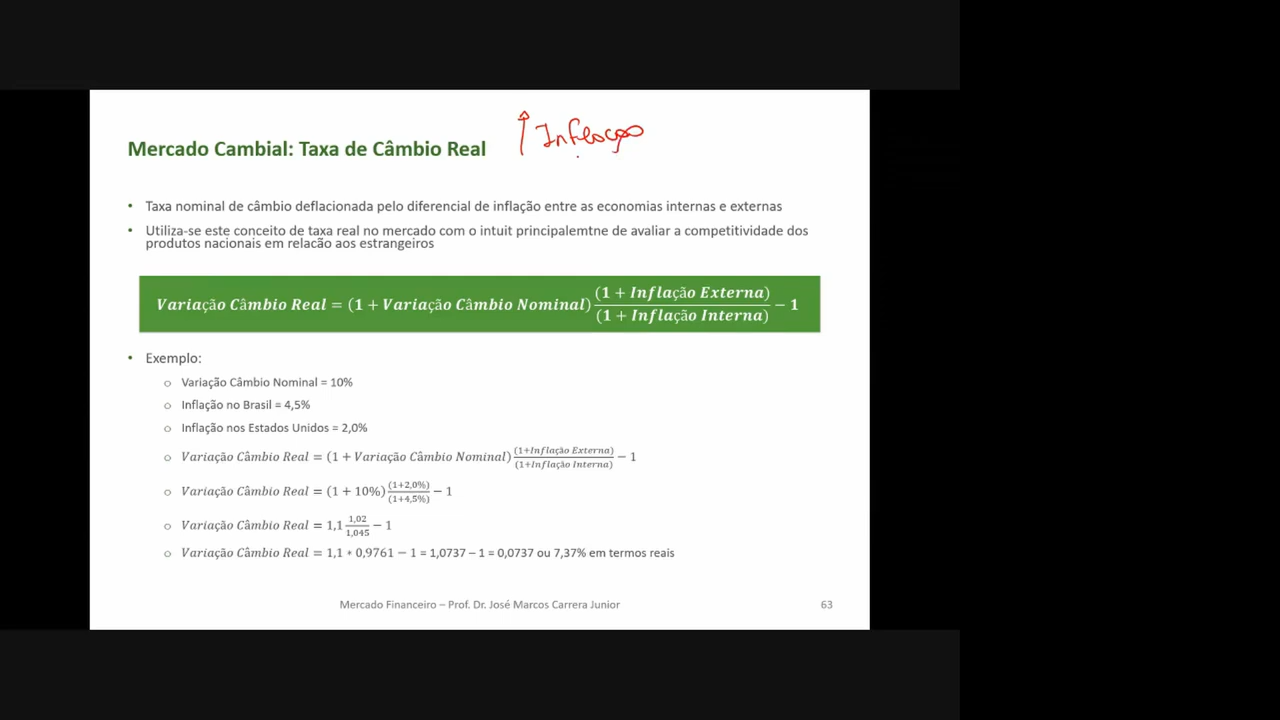 ↑ Inflação
Mercado Cambial: Taxa de Câmbio Real
• Taxa nominal de câmbio deflacionada pelo diferencial de inflação entre as economias internas e externas
• Utiliza-se este conceito de taxa real no mercado com o intuit principalemtne de avaliar a competitividade dos
produtos nacionais em relacão aos estrangeiros
Variação Câmbio Real = (1 + Variação Câmbio Nominal) (1 + Inflação Externa) / (1 + Inflação Interna) − 1
• Exemplo:
o Variação Câmbio Nominal = 10%
o Inflação no Brasil = 4,5%
o Inflação nos Estados Unidos = 2,0%
o Variação Câmbio Real = (1 + Variação Câmbio Nominal) (1+Inflação Externa) / (1+Inflação Interna) − 1
o Variação Câmbio Real = (1 + 10%) (1+2,0%) / (1+4,5%) − 1
o Variação Câmbio Real = 1,1 1,02 / 1,045 − 1
o Variação Câmbio Real = 1,1 * 0,9761 − 1 = 1,0737 – 1 = 0,0737 ou 7,37% em termos reais
Mercado Financeiro – Prof. Dr. José Marcos Carrera Junior 63